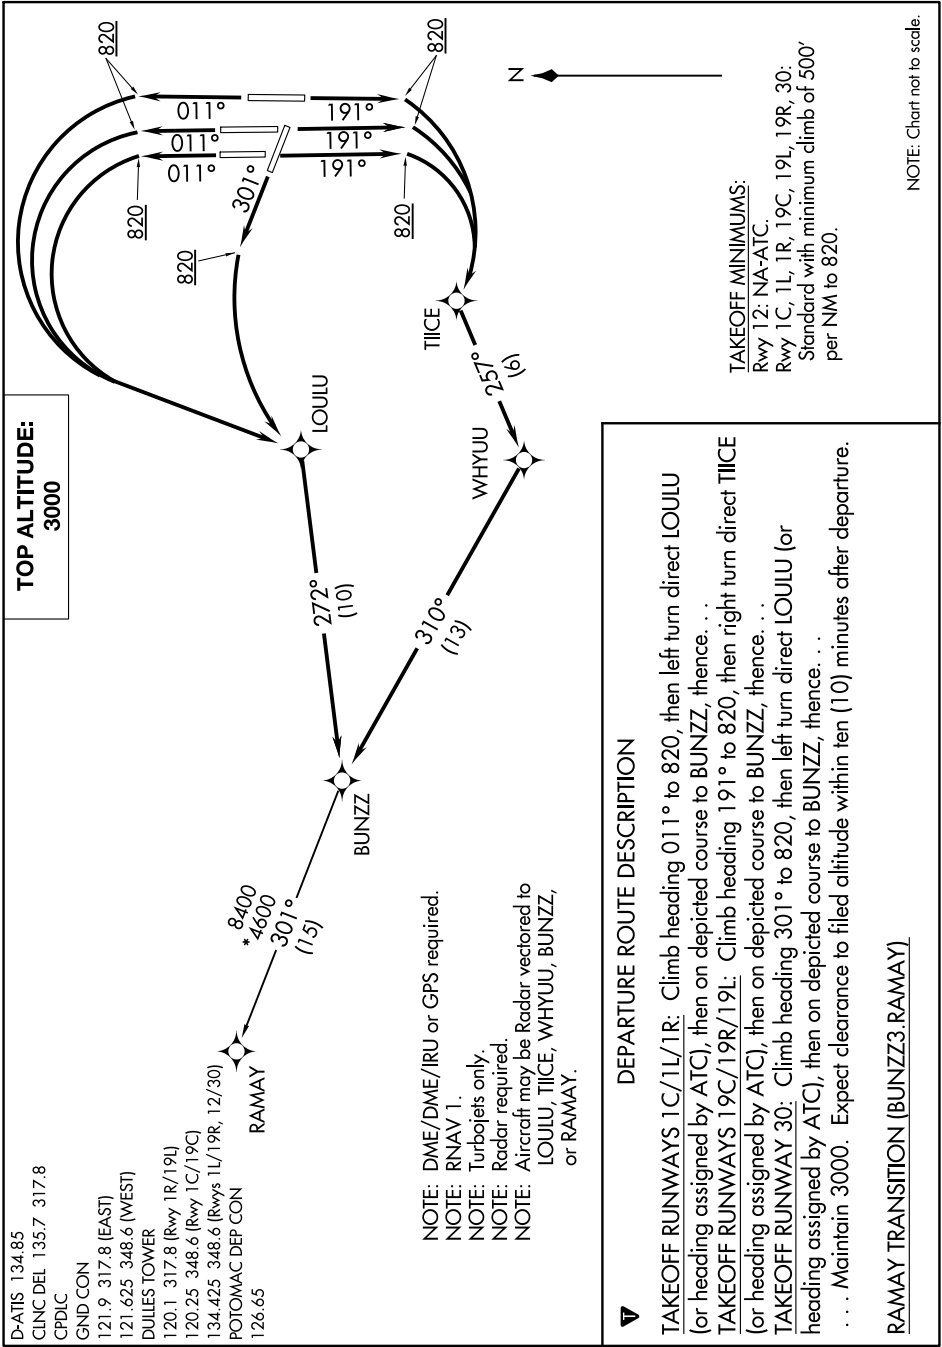 D-ATIS 134.85
CLNC DEL 135.7 317.8
CPDLC
GND CON
121.9 317.8 (EAST)
121.625 348.6 (WEST)
DULLES TOWER
120.1 317.8 (Rwy 1R/19L)
120.25 348.6 (Rwy 1C/19C)
134.425 348.6 (Rwys 1L/19R, 12/30)
POTOMAC DEP CON
126.65
TOP ALTITUDE:
3000
820
820
820
820
820
011°
011°
011°
191°
191°
191°
301°
N
LOULU
TIICE
WHYUU
BUNZZ
RAMAY
272°
(10)
257°
(6)
310°
(13)
8400
*4600
301°
(15)
NOTE: DME/DME/IRU or GPS required.
NOTE: RNAV 1.
NOTE: Turbojets only.
NOTE: Radar required.
NOTE: Aircraft may be Radar vectored to
LOULU, TIICE, WHYUU, BUNZZ,
or RAMAY.
TAKEOFF MINIMUMS:
Rwy 12: NA-ATC.
Rwy 1C, 1L, 1R, 19C, 19L, 19R, 30:
Standard with minimum climb of 500'
per NM to 820.
NOTE: Chart not to scale.
T
DEPARTURE ROUTE DESCRIPTION
TAKEOFF RUNWAYS 1C/1L/1R: Climb heading 011° to 820, then left turn direct LOULU
(or heading assigned by ATC), then on depicted course to BUNZZ, thence. . .
TAKEOFF RUNWAYS 19C/19R/19L: Climb heading 191° to 820, then right turn direct TIICE
(or heading assigned by ATC), then on depicted course to BUNZZ, thence. . .
TAKEOFF RUNWAY 30: Climb heading 301° to 820, then left turn direct LOULU (or
heading assigned by ATC), then on depicted course to BUNZZ, thence. . .
. . . Maintain 3000. Expect clearance to filed altitude within ten (10) minutes after departure.
RAMAY TRANSITION (BUNZZ3.RAMAY)